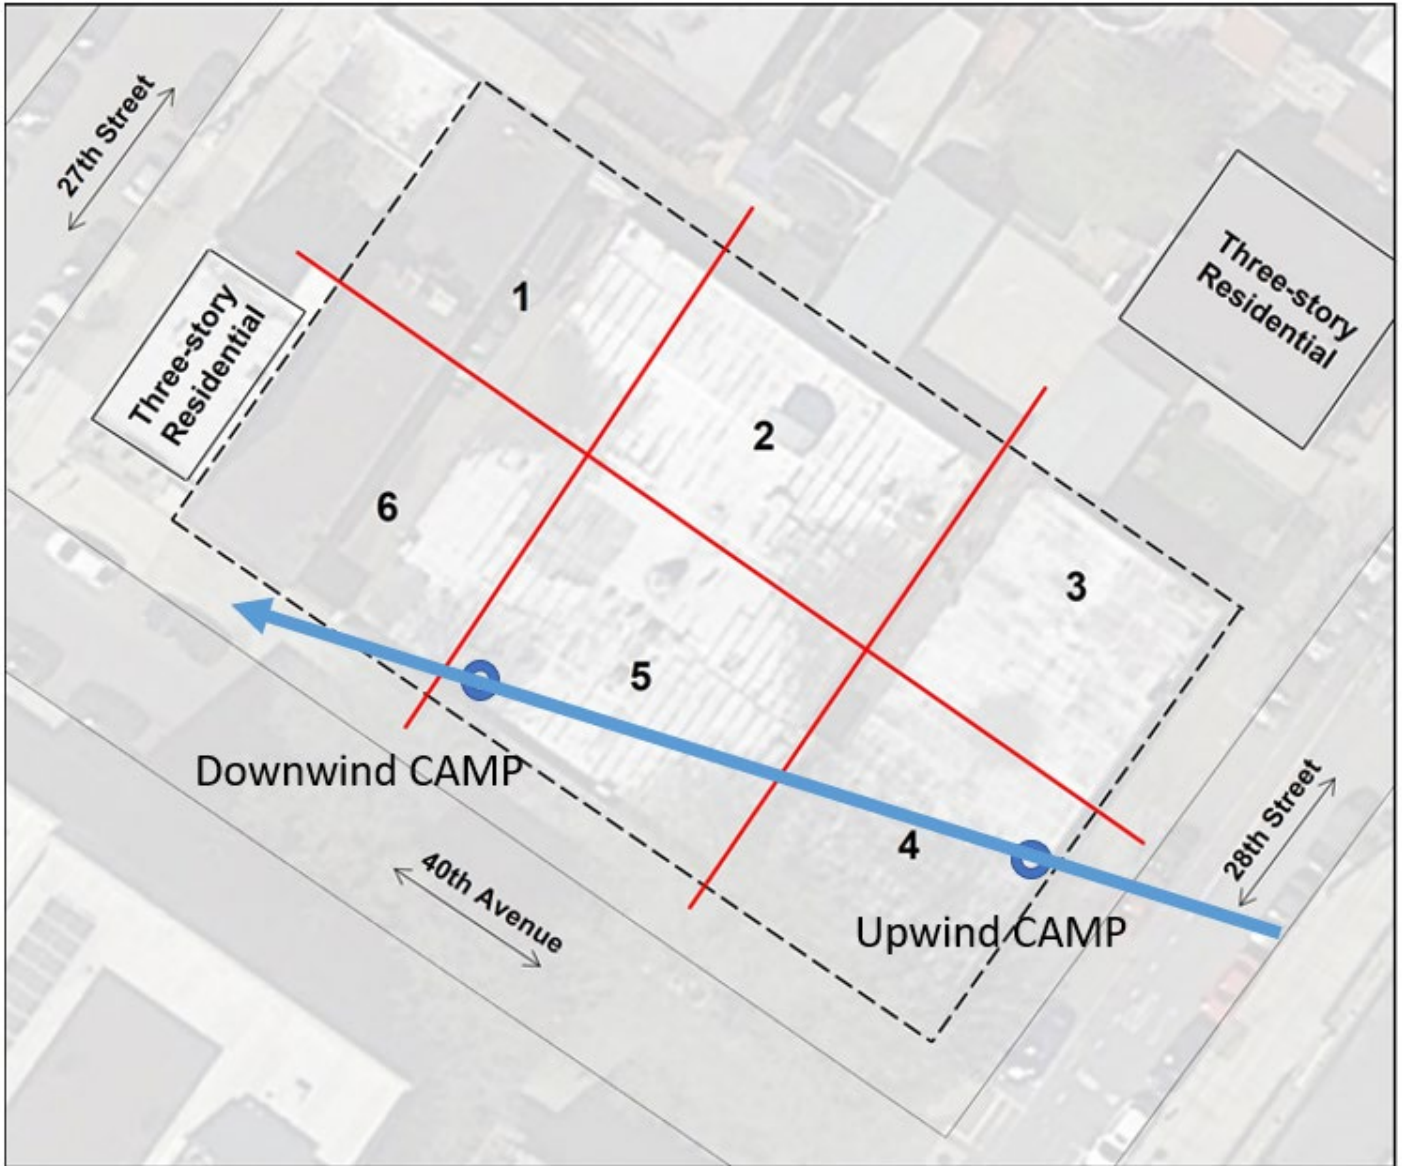 27th Street
Three-story
Residential
1
2
3
4
5
6
Three-story
Residential
Downwind CAMP
Upwind CAMP
40th Avenue
28th Street